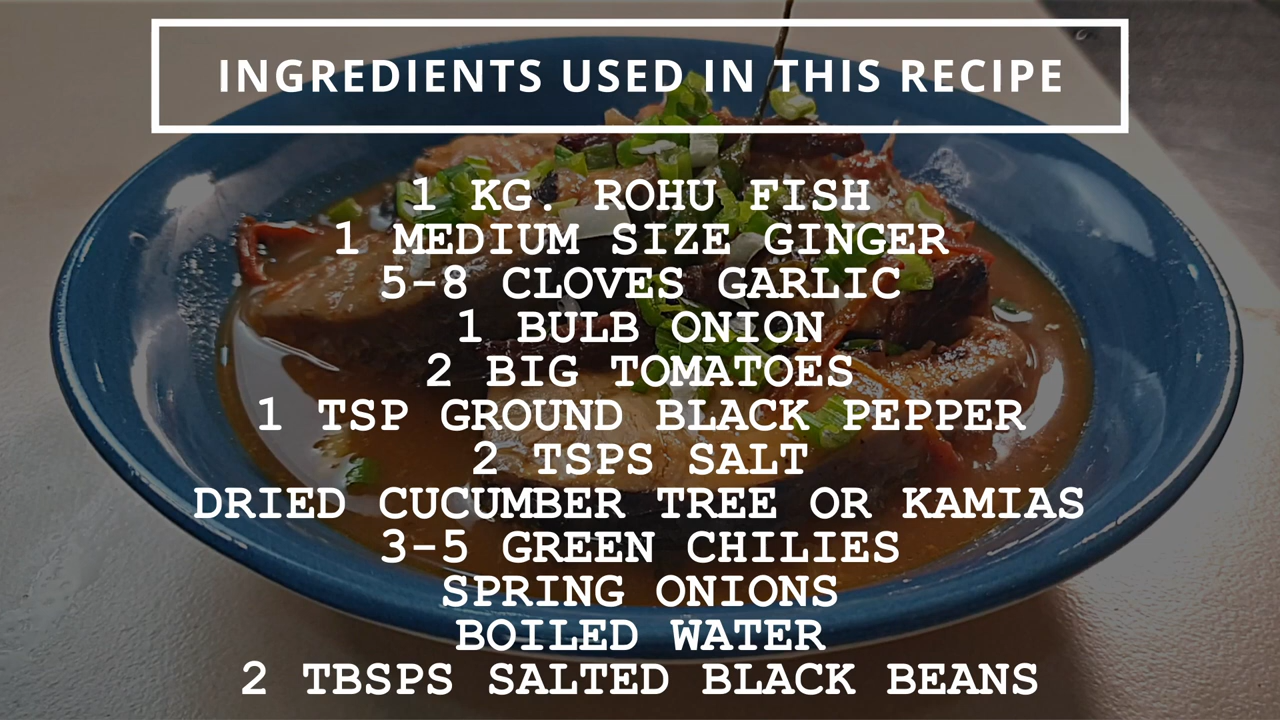 INGREDIENTS USED IN THIS RECIPE
1 KG. ROHU FISH
1 MEDIUM SIZE GINGER
5-8 CLOVES GARLIC
1 BULB ONION
2 BIG TOMATOES
1 TSP GROUND BLACK PEPPER
2 TSPS SALT
DRIED CUCUMBER TREE OR KAMIAS
3-5 GREEN CHILIES
SPRING ONIONS
BOILED WATER
2 TBSPS SALTED BLACK BEANS